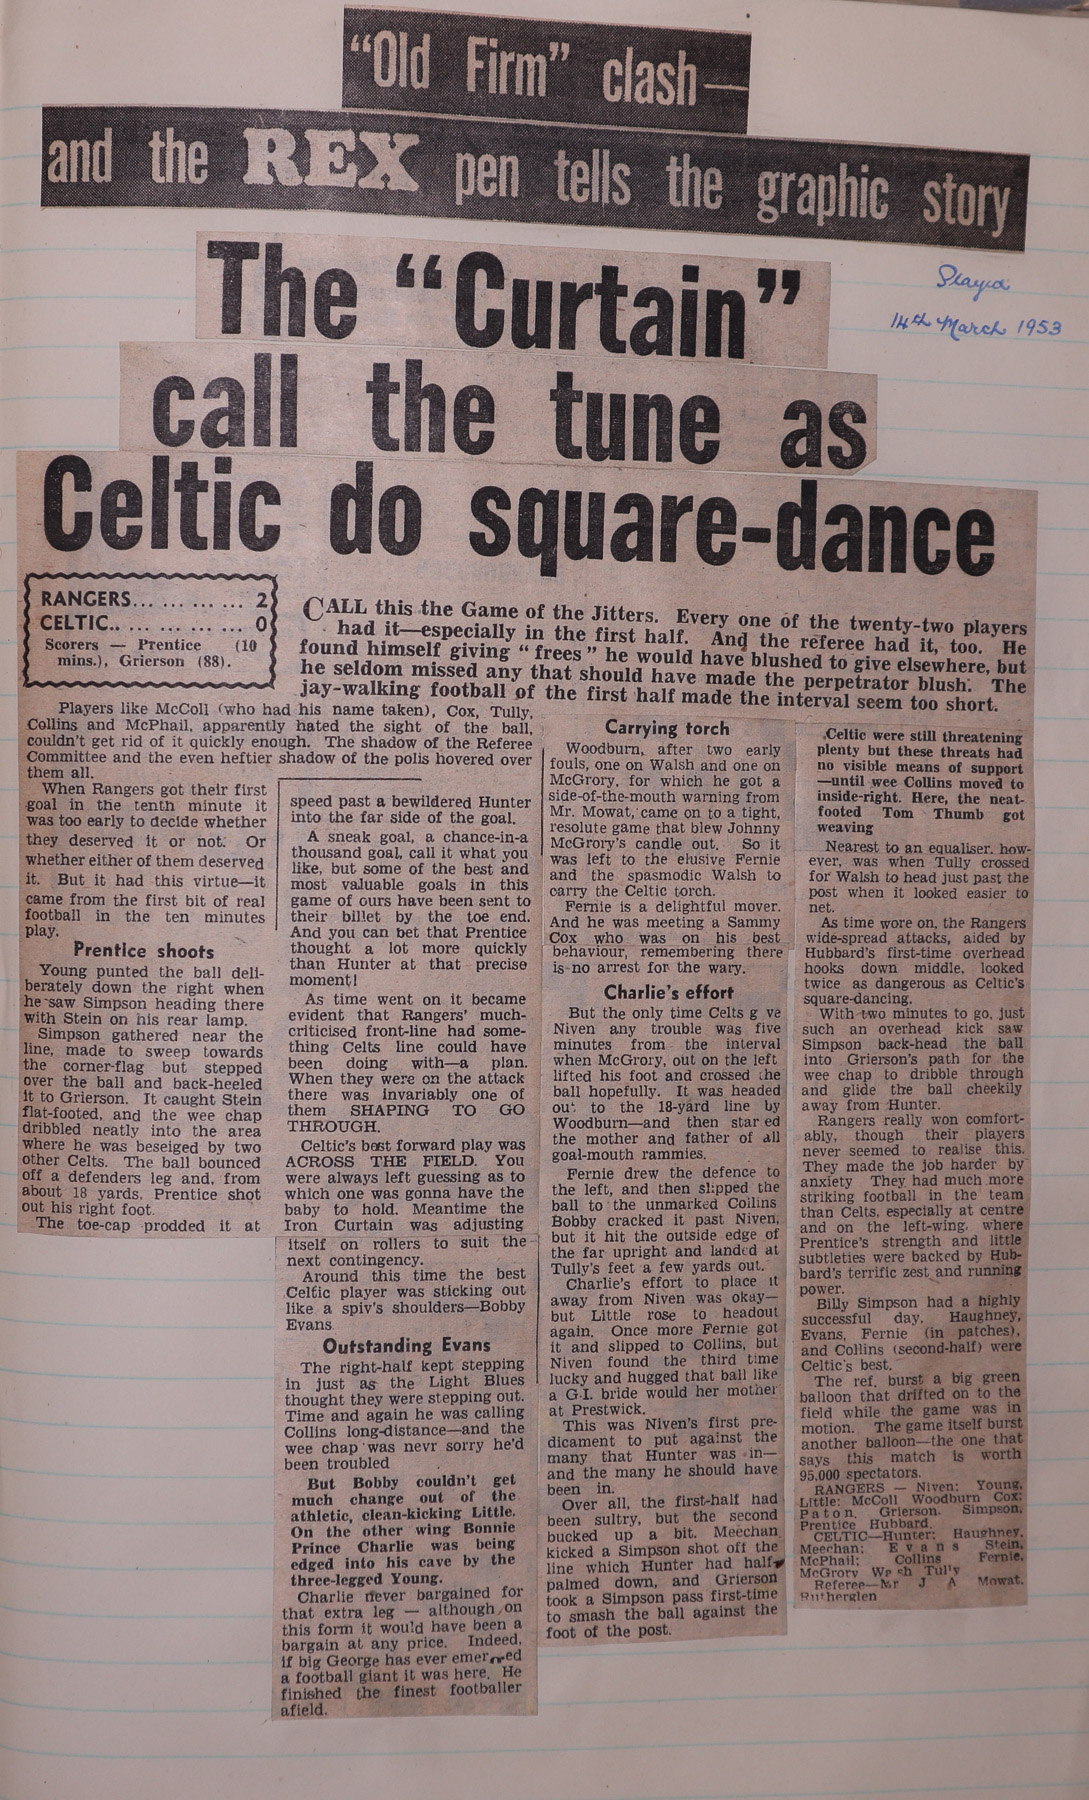 "Old Firm" clash—
and the REX pen tells the graphic story
The "Curtain"
call the tune as
Celtic do square-dance
Played
14th March 1953
RANGERS... ... ... ... 2
CELTIC.. ... ... ... ... 0
Scorers — Prentice (10
mins.), Grierson (88).
CALL this the Game of the Jitters. Every one of the twenty-two players
had it—especially in the first half. And the referee had it, too. He
found himself giving "frees" he would have blushed to give elsewhere, but
he seldom missed any that should have made the perpetrator blush. The
jay-walking football of the first half made the interval seem too short.
Players like McColl (who had his name taken), Cox, Tully,
Collins and McPhail, apparently hated the sight of the ball,
couldn't get rid of it quickly enough. The shadow of the Referee
Committee and the even heftier shadow of the polis hovered over
them all.
When Rangers got their first
goal in the tenth minute it
was too early to decide whether
they deserved it or not. Or
whether either of them deserved
it. But it had this virtue—it
came from the first bit of real
football in the ten minutes
play.
Prentice shoots
Young punted the ball deli-
berately down the right when
he saw Simpson heading there
with Stein on his rear lamp.
Simpson gathered near the
line, made to sweep towards
the corner-flag but stepped
over the ball and back-heeled
it to Grierson. It caught Stein
flat-footed, and the wee chap
dribbled neatly into the area
where he was beseiged by two
other Celts. The ball bounced
off a defenders leg and, from
about 18 yards, Prentice shot
out his right foot.
The toe-cap prodded it at
speed past a bewildered Hunter
into the far side of the goal.
A sneak goal, a chance-in-a
thousand goal, call it what you
like, but some of the best and
most valuable goals in this
game of ours have been sent to
their billet by the toe end.
And you can bet that Prentice
thought a lot more quickly
than Hunter at that precise
moment!
As time went on it became
evident that Rangers' much-
criticised front-line had some-
thing Celts line could have
been doing with—a plan.
When they were on the attack
there was invariably one of
them SHAPING TO GO
THROUGH.
Celtic's best forward play was
ACROSS THE FIELD. You
were always left guessing as to
which one was gonna have the
baby to hold. Meantime the
Iron Curtain was adjusting
itself on rollers to suit the
next contingency.
Around this time the best
Celtic player was sticking out
like a spiv's shoulders—Bobby
Evans.
Outstanding Evans
The right-half kept stepping
in just as the Light Blues
thought they were stepping out.
Time and again he was calling
Collins long-distance—and the
wee chap was nevr sorry he'd
been troubled
But Bobby couldn't get
much change out of the
athletic, clean-kicking Little.
On the other wing Bonnie
Prince Charlie was being
edged into his cave by the
three-legged Young.
Charlie never bargained for
that extra leg — although on
this form it would have been a
bargain at any price. Indeed,
if big George has ever emerged
a football giant it was here. He
finished the finest footballer
afield.
Carrying torch
Woodburn, after two early
fouls, one on Walsh and one on
McGrory, for which he got a
side-of-the-mouth warning from
Mr. Mowat, came on to a tight,
resolute game that blew Johnny
McGrory's candle out. So it
was left to the elusive Fernie
and the spasmodic Walsh to
carry the Celtic torch.
Fernie is a delightful mover.
And he was meeting a Sammy
Cox who was on his best
behaviour, remembering there
is no arrest for the wary.
Charlie's effort
But the only time Celts g ve
Niven any trouble was five
minutes from the interval
when McGrory, out on the left
lifted his foot and crossed the
ball hopefully. It was headed
out to the 18-yard line by
Woodburn—and then star ed
the mother and father of all
goal-mouth rammies.
Fernie drew the defence to
the left, and then slipped the
ball to the unmarked Collins
Bobby cracked it past Niven,
but it hit the outside edge of
the far upright and landed at
Tully's feet a few yards out.
Charlie's effort to place it
away from Niven was okay—
but Little rose to headout
again. Once more Fernie got
it and slipped to Collins, but
Niven found the third time
lucky and hugged that ball like
a G.I. bride would her mother
at Prestwick.
This was Niven's first pre-
dicament to put against the
many that Hunter was in—
and the many he should have
been in.
Over all, the first-half had
been sultry, but the second
bucked up a bit. Meechan
kicked a Simpson shot off the
line which Hunter had half-
palmed down, and Grierson
took a Simpson pass first-time
to smash the ball against the
foot of the post.
Celtic were still threatening
plenty but these threats had
no visible means of support
—until wee Collins moved to
inside-right. Here, the neat-
footed Tom Thumb got
weaving
Nearest to an equaliser. how-
ever, was when Tully crossed
for Walsh to head just past the
post when it looked easier to
net.
As time wore on, the Rangers
wide-spread attacks, aided by
Hubbard's first-time overhead
hooks down middle, looked
twice as dangerous as Celtic's
square-dancing.
With two minutes to go, just
such an overhead kick saw
Simpson back-head the ball
into Grierson's path for the
wee chap to dribble through
and glide the ball cheekily
away from Hunter.
Rangers really won comfort-
ably, though their players
never seemed to realise this.
They made the job harder by
anxiety They had much more
striking football in the team
than Celts, especially at centre
and on the left-wing, where
Prentice's strength and little
subtleties were backed by Hub-
bard's terrific zest and running
power.
Billy Simpson had a highly
successful day. Haughney,
Evans, Fernie (in patches),
and Collins (second-half) were
Celtic's best.
The ref. burst a big green
balloon that drifted on to the
field while the game was in
motion. The game itself burst
another balloon—the one that
says this match is worth
95,000 spectators.
RANGERS — Niven: Young,
Little: McColl Woodburn Cox:
Paton, Grierson. Simpson,
Prentice Hubbard.
CELTIC—Hunter: Haughney,
Meechan; Evans Stein,
McPhail; Collins Fernie,
McGrory Tully
Referee—Mr J A Mowat,
Rutherglen